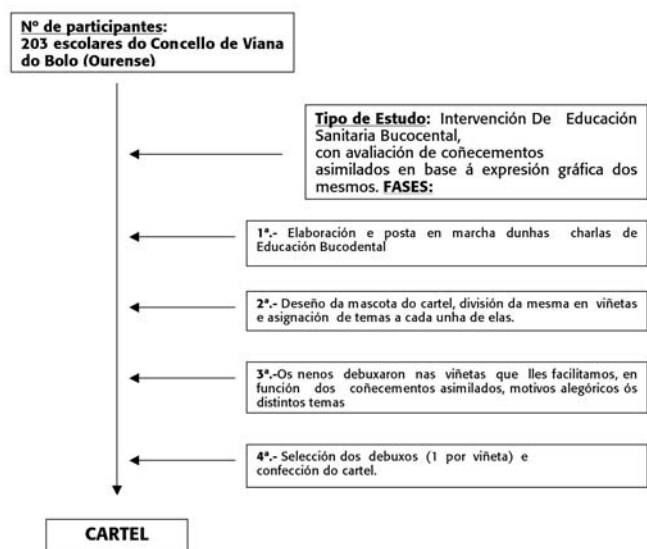 Nº de participantes:
203 escolares do Concello de Viana
do Bolo (Ourense)
Tipo de Estudo: Intervención De Educación
Sanitaria Bucocental,
con avaliación de coñecementos
asimilados en base á expresión gráfica dos
mesmos. FASES:
1ª.- Elaboración e posta en marcha dunhas charlas de
Educación Bucodental
2ª.- Deseño da mascota do cartel, división da mesma en viñetas
e asignación de temas a cada unha de elas.
3ª.-Os nenos debuxaron nas viñetas que lles facilitamos, en
función dos coñecementos asimilados, motivos alegóricos ós
distintos temas
4ª.- Selección dos debuxos (1 por viñeta) e
confección do cartel.
CARTEL